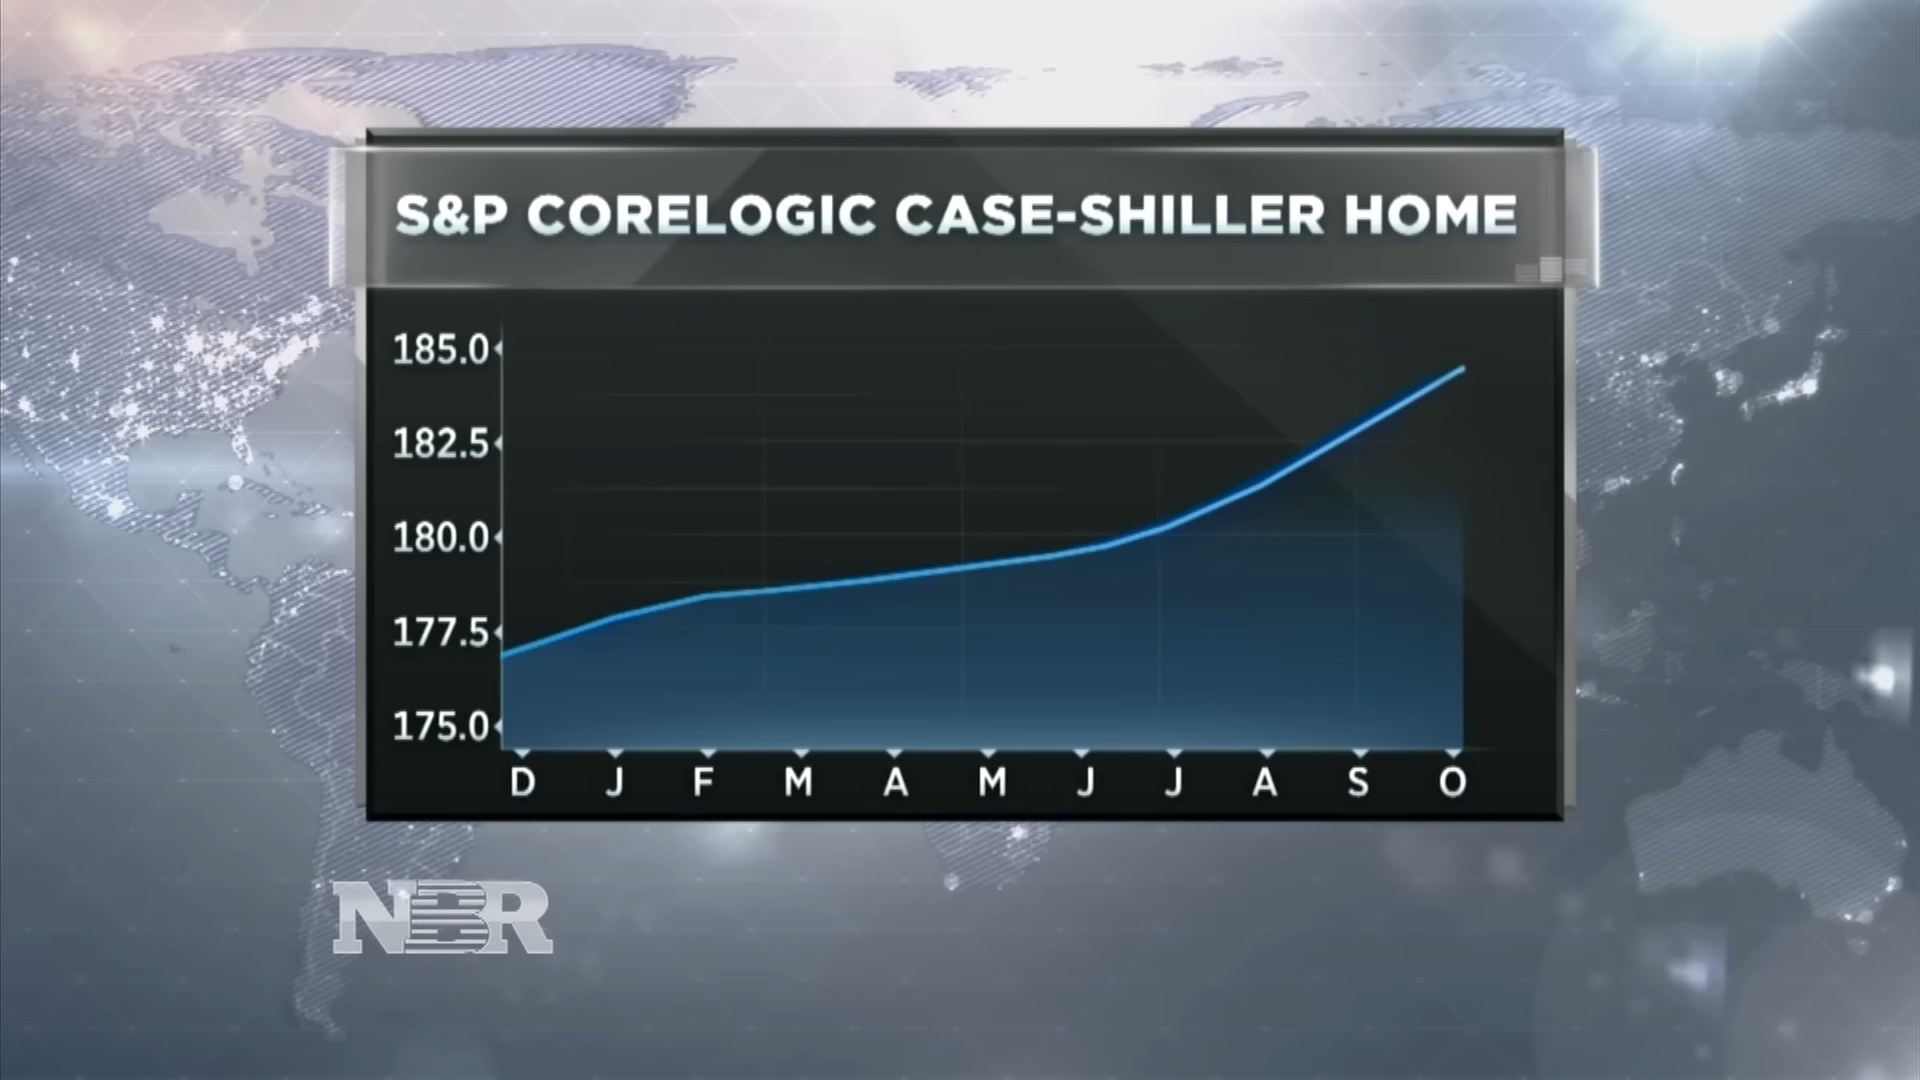 S&P CORELOGIC CASE-SHILLER HOME
185.0
182.5
180.0
177.5
175.0
D J F M A M J J A S O
NBR